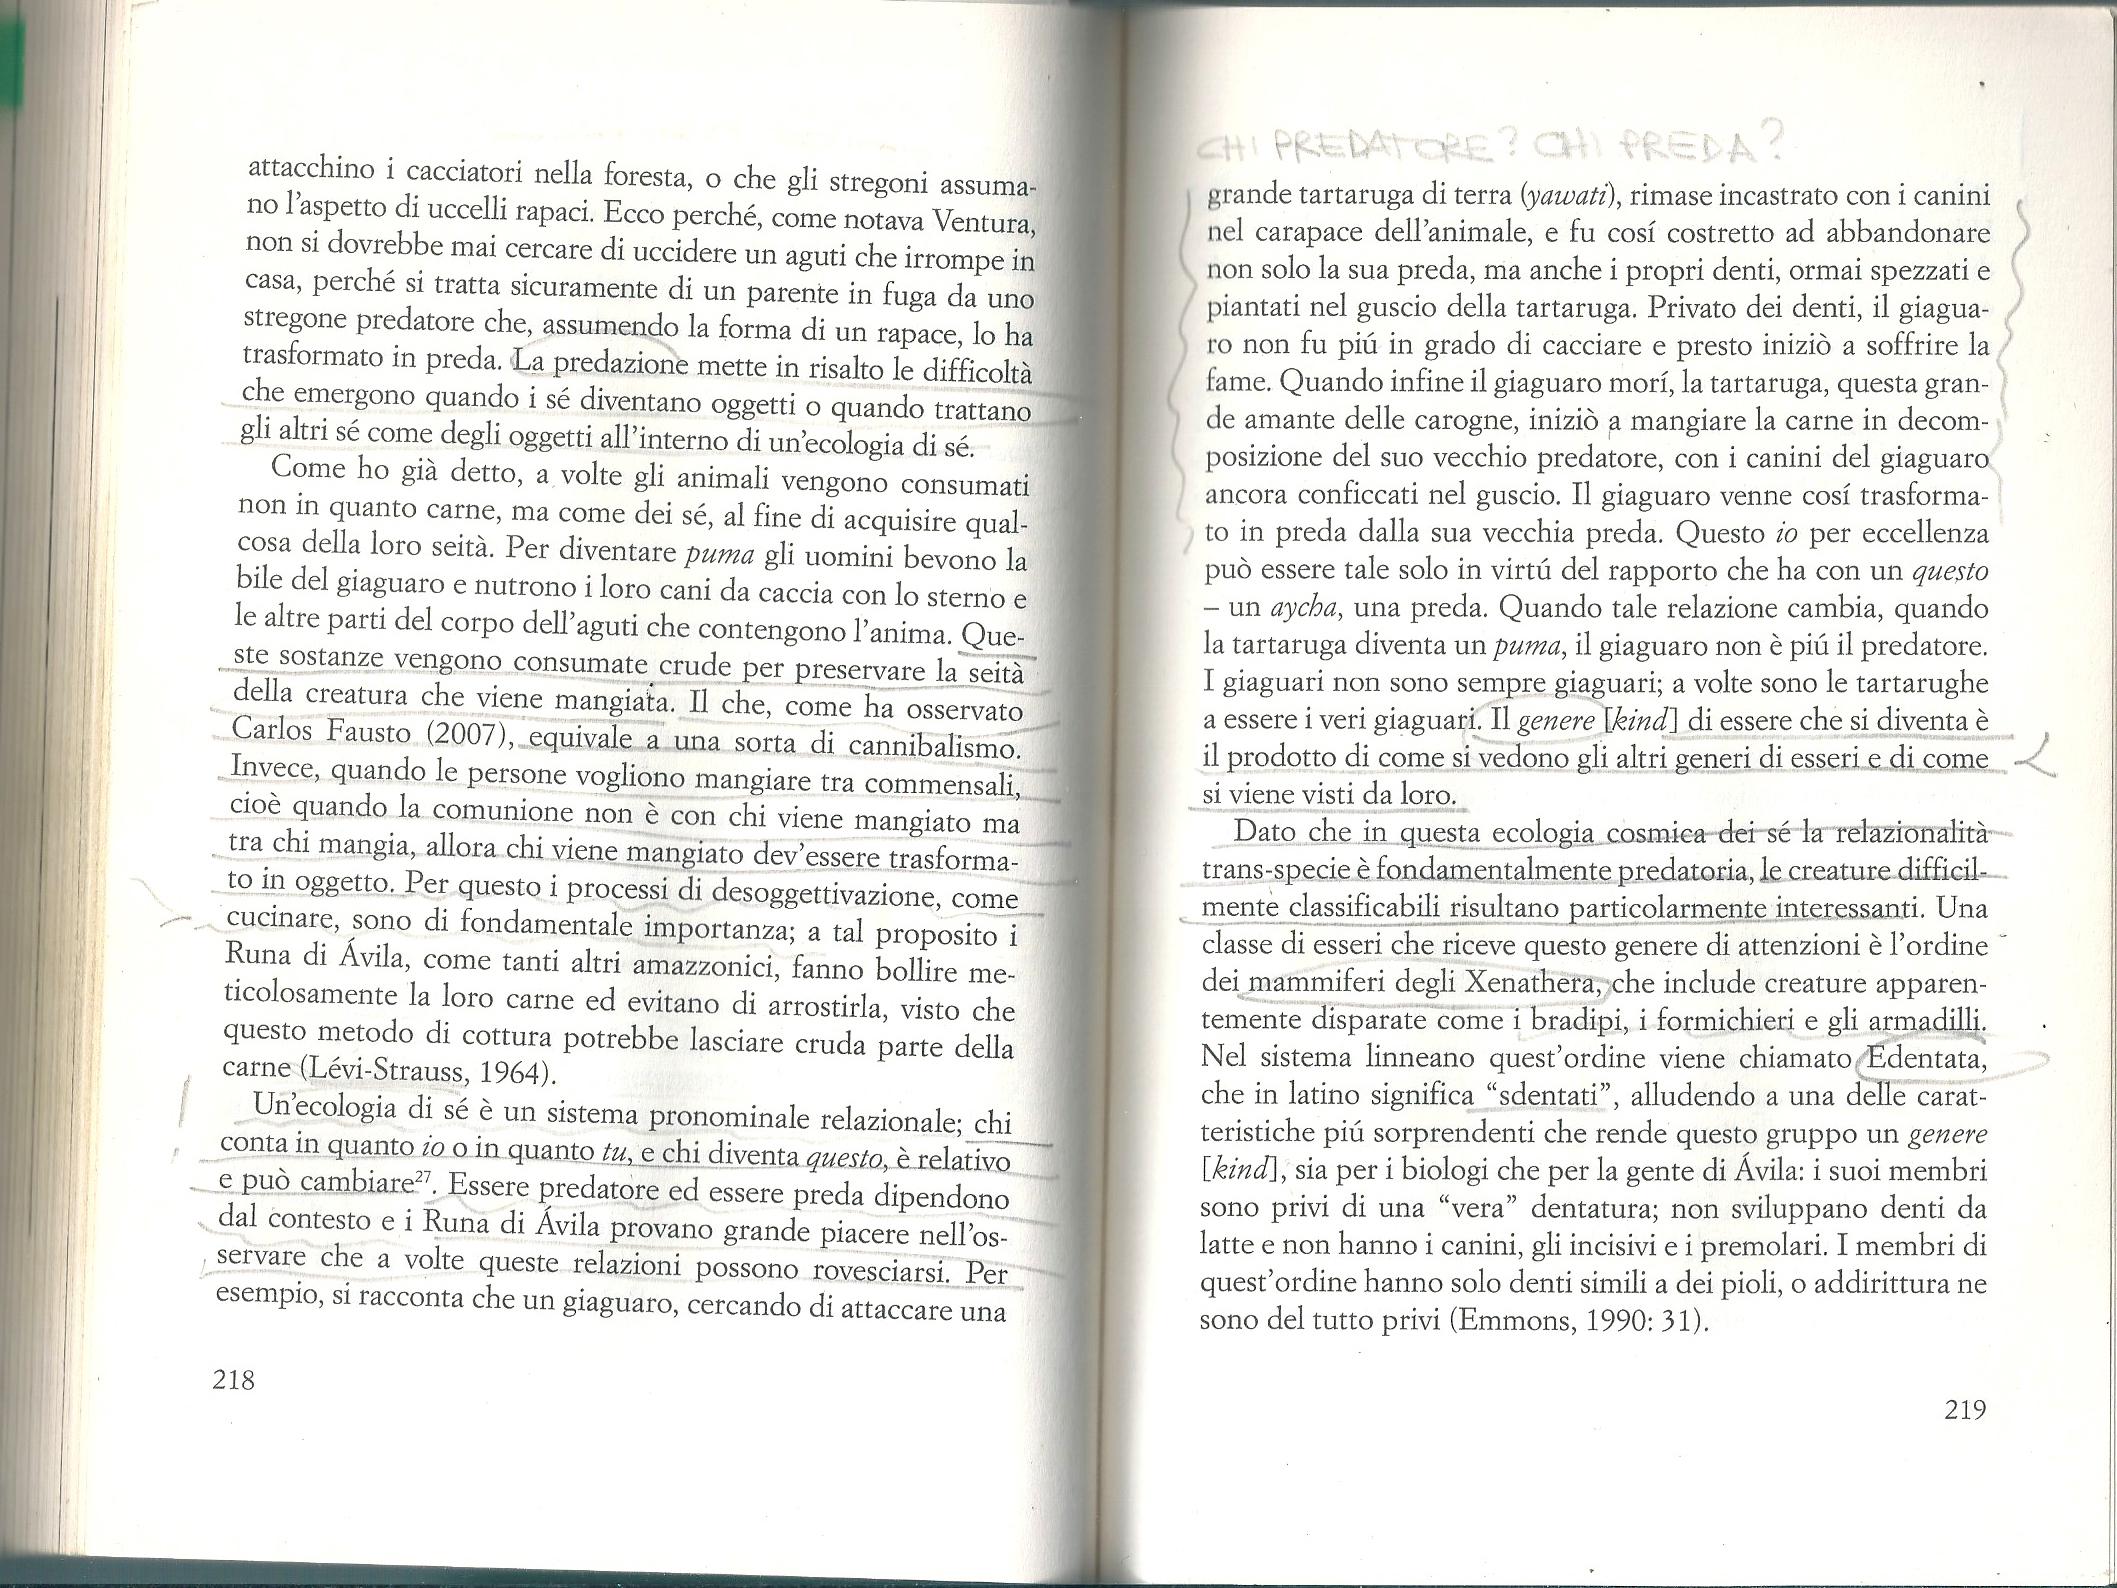 attacchino i cacciatori nella foresta, o che gli stregoni assuma-
no l'aspetto di uccelli rapaci. Ecco perché, come notava Ventura,
non si dovrebbe mai cercare di uccidere un aguti che irrompe in
casa, perché si tratta sicuramente di un parente in fuga da uno
stregone predatore che, assumendo la forma di un rapace, lo ha
trasformato in preda. La predazione mette in risalto le difficoltà
che emergono quando i sé diventano oggetti o quando trattano
gli altri sé come degli oggetti all'interno di un'ecologia di sé.
Come ho già detto, a volte gli animali vengono consumati
non in quanto carne, ma come dei sé, al fine di acquisire qual-
cosa della loro seità. Per diventare puma gli uomini bevono la
bile del giaguaro e nutrono i loro cani da caccia con lo sterno e
le altre parti del corpo dell'aguti che contengono l'anima. Que-
ste sostanze vengono consumate crude per preservare la seità
della creatura che viene mangiata. Il che, come ha osservato
Carlos Fausto (2007), equivale a una sorta di cannibalismo.
Invece, quando le persone vogliono mangiare tra commensali,
cioè quando la comunione non è con chi viene mangiato ma
tra chi mangia, allora chi viene mangiato dev'essere trasforma-
to in oggetto. Per questo i processi di desoggettivazione, come
cucinare, sono di fondamentale importanza; a tal proposito i
Runa di Ávila, come tanti altri amazzonici, fanno bollire me-
ticolosamente la loro carne ed evitano di arrostirla, visto che
questo metodo di cottura potrebbe lasciare cruda parte della
carne (Lévi-Strauss, 1964).
Un'ecologia di sé è un sistema pronominale relazionale; chi
conta in quanto io o in quanto tu, e chi diventa questo, è relativo
e può cambiare27. Essere predatore ed essere preda dipendono
dal contesto e i Runa di Ávila provano grande piacere nell'os-
servare che a volte queste relazioni possono rovesciarsi. Per
esempio, si racconta che un giaguaro, cercando di attaccare una
218
CHI PREDATORE? CHI PREDA?
grande tartaruga di terra (yawati), rimase incastrato con i canini
nel carapace dell'animale, e fu cosí costretto ad abbandonare
non solo la sua preda, ma anche i propri denti, ormai spezzati e
piantati nel guscio della tartaruga. Privato dei denti, il giagua-
ro non fu piú in grado di cacciare e presto iniziò a soffrire la
fame. Quando infine il giaguaro morí, la tartaruga, questa gran-
de amante delle carogne, iniziò a mangiare la carne in decom-
posizione del suo vecchio predatore, con i canini del giaguaro
ancora conficcati nel guscio. Il giaguaro venne cosí trasforma-
to in preda dalla sua vecchia preda. Questo io per eccellenza
può essere tale solo in virtú del rapporto che ha con un questo
– un aycha, una preda. Quando tale relazione cambia, quando
la tartaruga diventa un puma, il giaguaro non è piú il predatore.
I giaguari non sono sempre giaguari; a volte sono le tartarughe
a essere i veri giaguari. Il genere [kind] di essere che si diventa è
il prodotto di come si vedono gli altri generi di esseri e di come
si viene visti da loro.
Dato che in questa ecologia cosmica dei sé la relazionalità
trans-specie è fondamentalmente predatoria, le creature difficil-
mente classificabili risultano particolarmente interessanti. Una
classe di esseri che riceve questo genere di attenzioni è l'ordine
dei mammiferi degli Xenathera, che include creature apparen-
temente disparate come i bradipi, i formichieri e gli armadilli.
Nel sistema linneano quest'ordine viene chiamato Edentata,
che in latino significa “sdentati”, alludendo a una delle carat-
teristiche piú sorprendenti che rende questo gruppo un genere
[kind], sia per i biologi che per la gente di Ávila: i suoi membri
sono privi di una “vera” dentatura; non sviluppano denti da
latte e non hanno i canini, gli incisivi e i premolari. I membri di
quest'ordine hanno solo denti simili a dei pioli, o addirittura ne
sono del tutto privi (Emmons, 1990: 31).
219